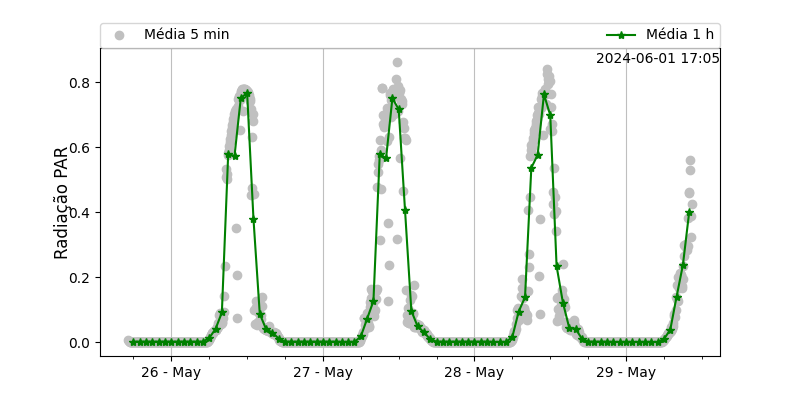 Média 5 min
Média 1 h
2024-06-01 17:05
Radiação PAR
0.8
0.6
0.4
0.2
0.0
26 - May
27 - May
28 - May
29 - May